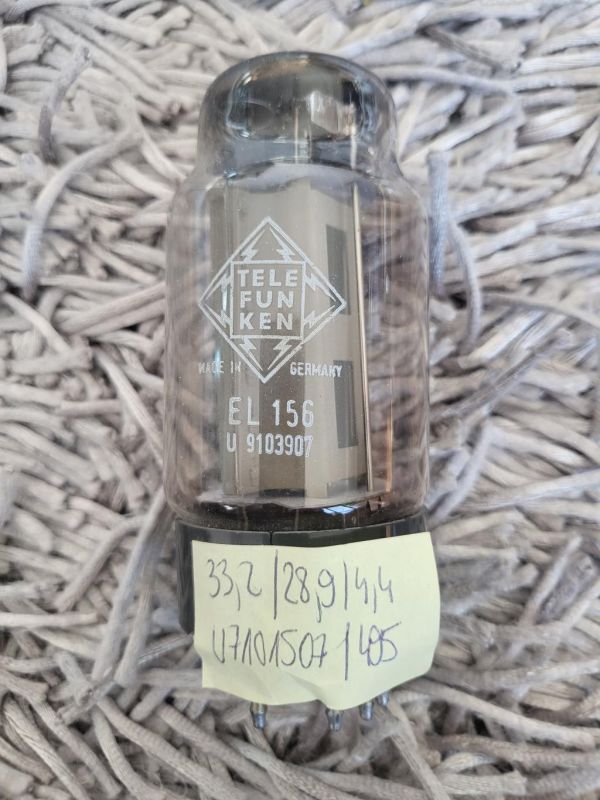 TELE
FUN
KEN
MADE IN GERMANY
EL 156
U 9103907
33,2/28,9/4,4
U7101507/495